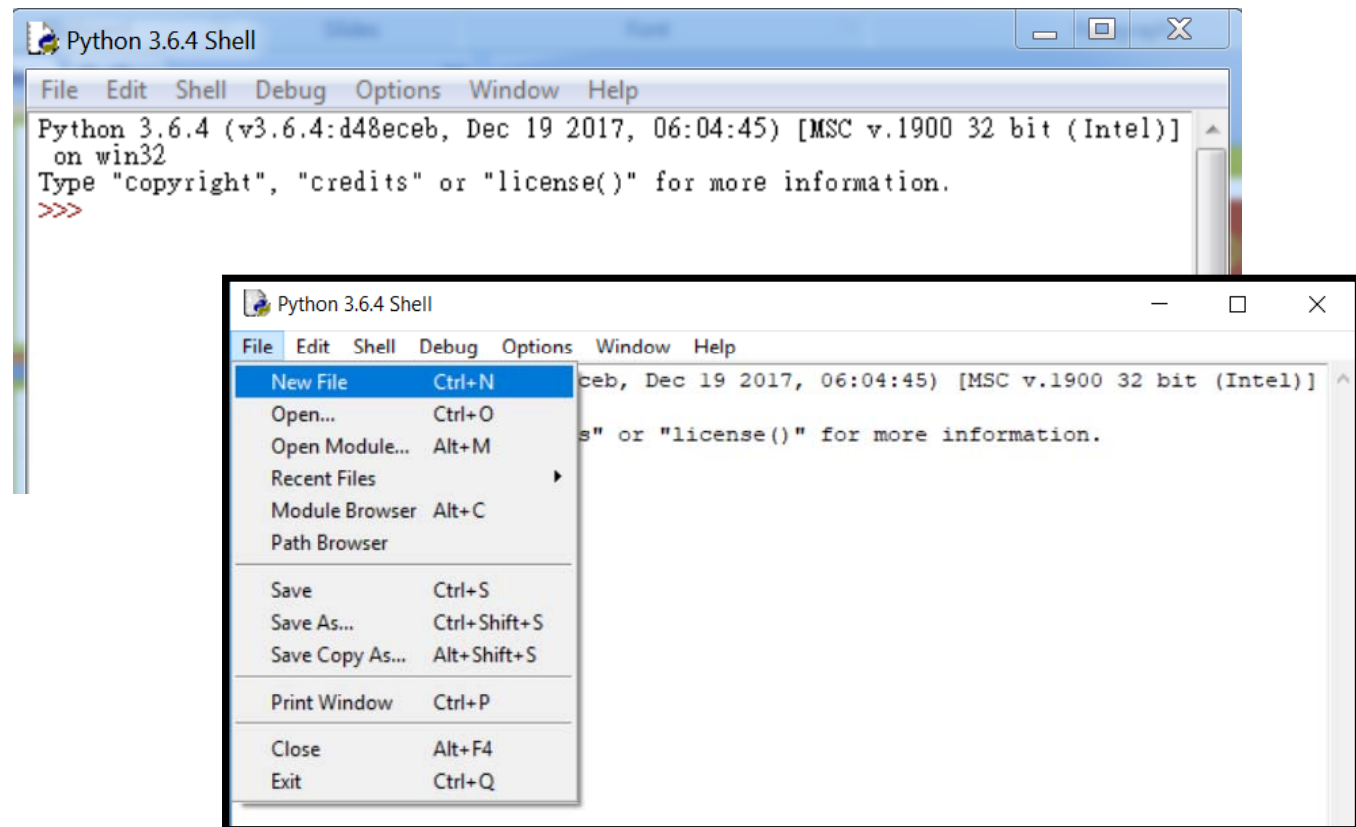 Python 3.6.4 Shell
File Edit Shell Debug Options Window Help
Python 3.6.4 (v3.6.4:d48eceb, Dec 19 2017, 06:04:45) [MSC v.1900 32 bit (Intel)]
on win32
Type "copyright", "credits" or "license()" for more information.
>>>
Python 3.6.4 Shell
File Edit Shell Debug Options Window Help
ceb, Dec 19 2017, 06:04:45) [MSC v.1900 32 bit (Intel)]
s" or "license()" for more information.
New File Ctrl+N
Open... Ctrl+O
Open Module... Alt+M
Recent Files
Module Browser Alt+C
Path Browser
Save Ctrl+S
Save As... Ctrl+Shift+S
Save Copy As... Alt+Shift+S
Print Window Ctrl+P
Close Alt+F4
Exit Ctrl+Q